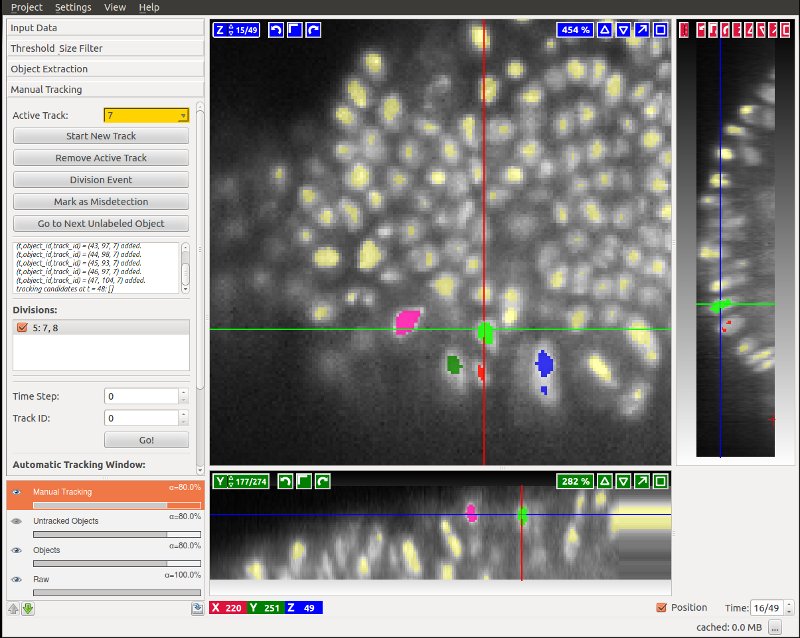 Project Settings View Help
Input Data
Threshold Size Filter
Object Extraction
Manual Tracking
Active Track: 7
Start New Track
Remove Active Track
Division Event
Mark as Misdetection
Go to Next Unlabeled Object
(t,object_id,track_id) = (43, 97, 7) added.
(t,object_id,track_id) = (44, 98, 7) added.
(t,object_id,track_id) = (45, 93, 7) added.
(t,object_id,track_id) = (46, 97, 7) added.
(t,object_id,track_id) = (47, 104, 7) added.
tracking candidates at t = 48: []
Divisions:
5: 7, 8
Time Step: 0
Track ID: 0
Go!
Automatic Tracking Window:
Manual Tracking α=80.0%
Untracked Objects α=80.0%
Objects α=80.0%
Raw α=100.0%
Z 15/49
454 %
Y 177/274
282 %
X 220 Y 251 Z 49
Position Time: 16/49
cached: 0.0 MB ...